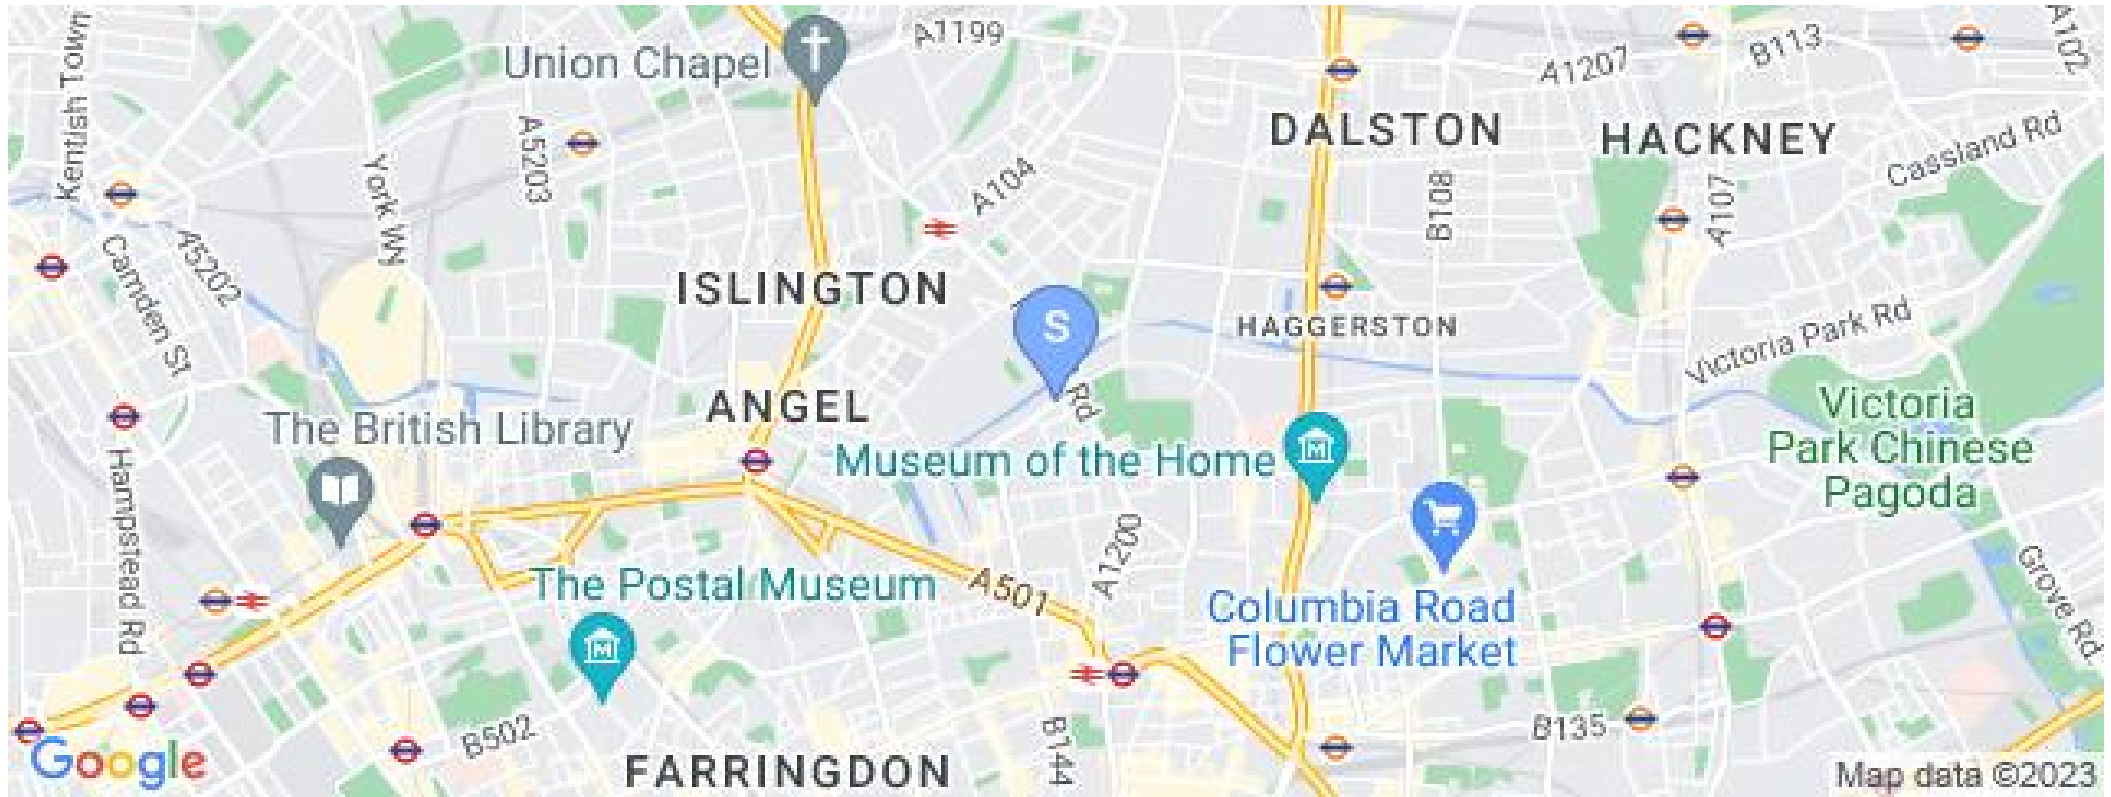 A1199
Union Chapel
A1207
B113
A102
Kentish Town
A5203
York Wy
DALSTON
HACKNEY
Cassland Rd
A104
B108
A107
Camden St
A5202
ISLINGTON
S
Rd
HAGGERSTON
Victoria Park Rd
ANGEL
The British Library
Museum of the Home
Victoria
Park Chinese
Pagoda
Hampstead Rd
The Postal Museum
A501
A1200
Columbia Road
Flower Market
Grove Rd
B502
B144
B135
FARRINGDON
Google
Map data ©2023